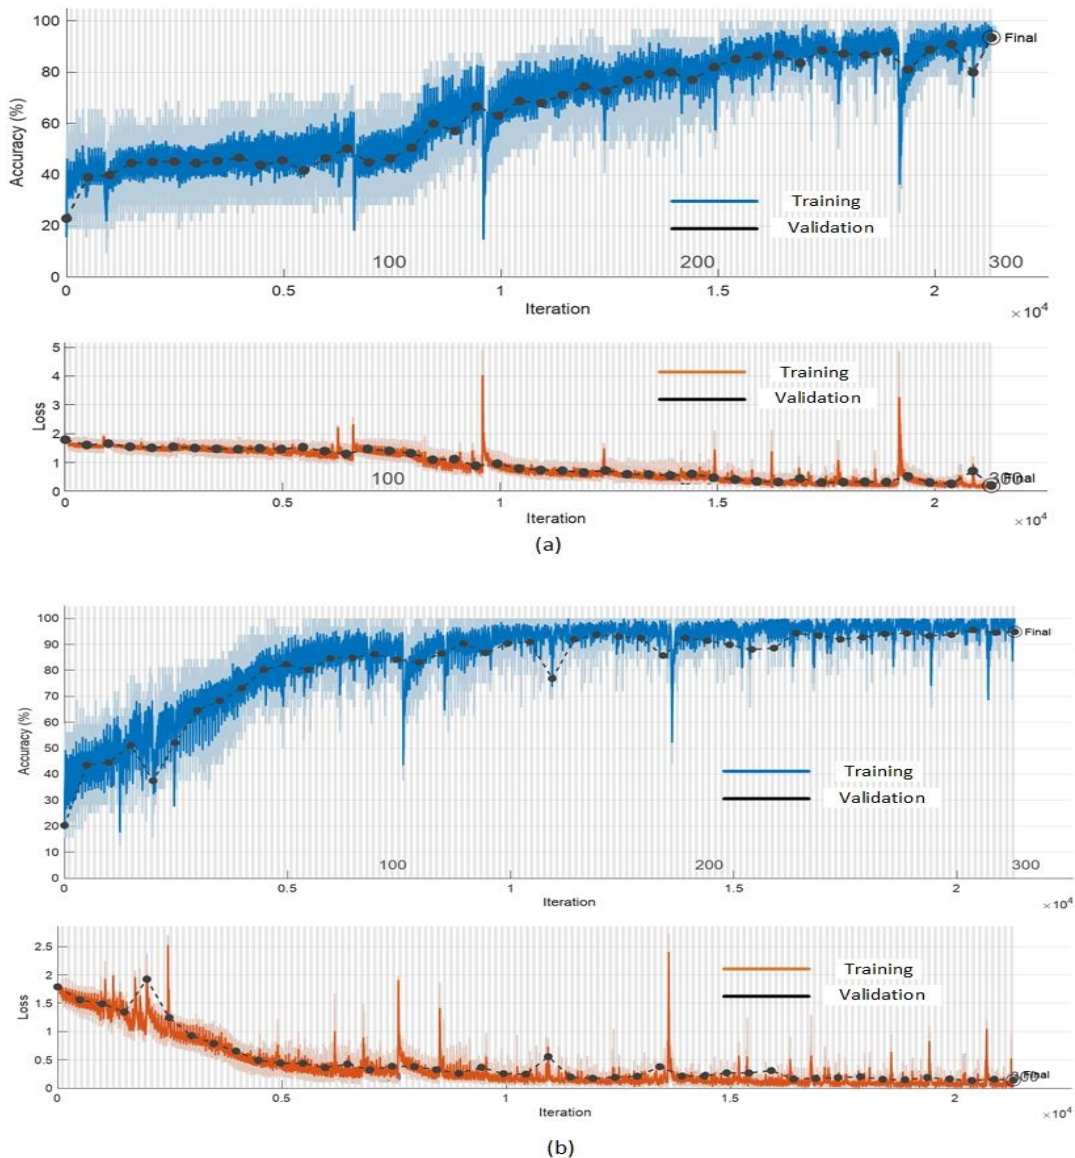 100
80
60
40
20
0
Accuracy (%)
Final
Training
Validation
100
200
300
0
0.5
1
1.5
2
Iteration
×10⁴
5
4
3
2
1
0
Loss
Training
Validation
100
Final
0
0.5
1
1.5
2
Iteration
×10⁴
(a)
100
90
80
70
60
50
40
30
20
10
0
Accuracy (%)
Final
Training
Validation
100
200
300
0
0.5
1
1.5
2
Iteration
×10⁴
2.5
2
1.5
1
0.5
0
Loss
Training
Validation
Final
0
0.5
1
1.5
2
Iteration
×10⁴
(b)